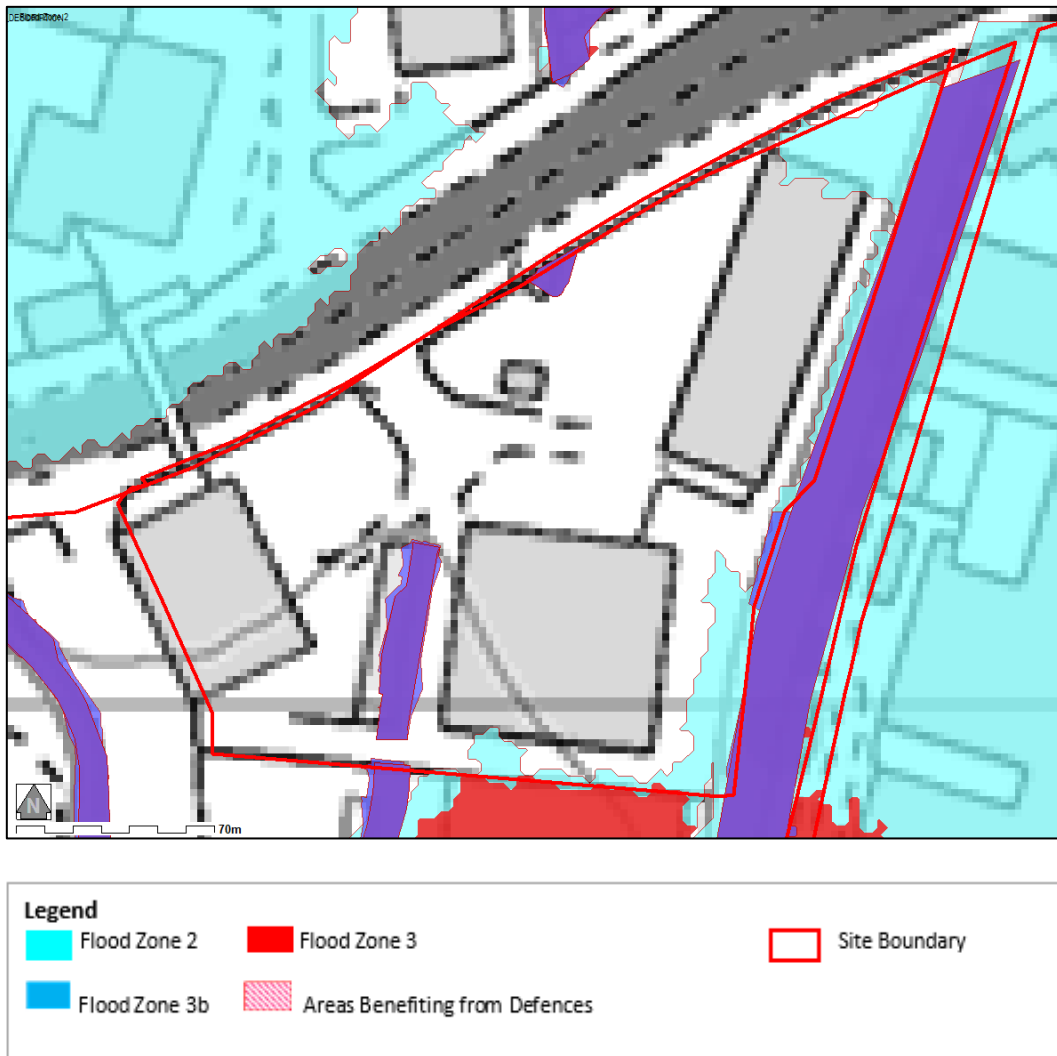 N
70m
Legend
Flood Zone 2
Flood Zone 3
Site Boundary
Flood Zone 3b
Areas Benefiting from Defences